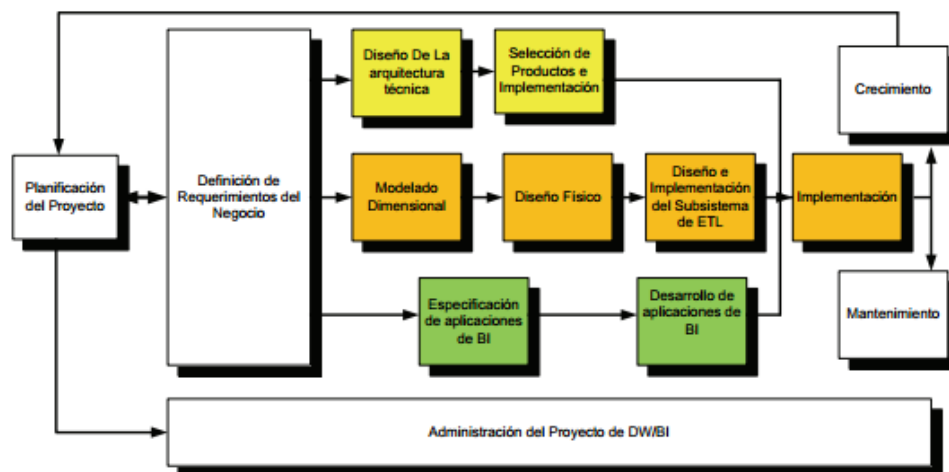 Diseño De La
arquitectura
técnica
Selección de
Productos e
Implementación
Crecimiento
Planificación
del Proyecto
Definición de
Requerimientos del
Negocio
Modelado
Dimensional
Diseño Físico
Diseño e
Implementación
del Subsistema
de ETL
Implementación
Especificación
de aplicaciones
de BI
Desarrollo de
aplicaciones de
BI
Mantenimiento
Administración del Proyecto de DW/BI